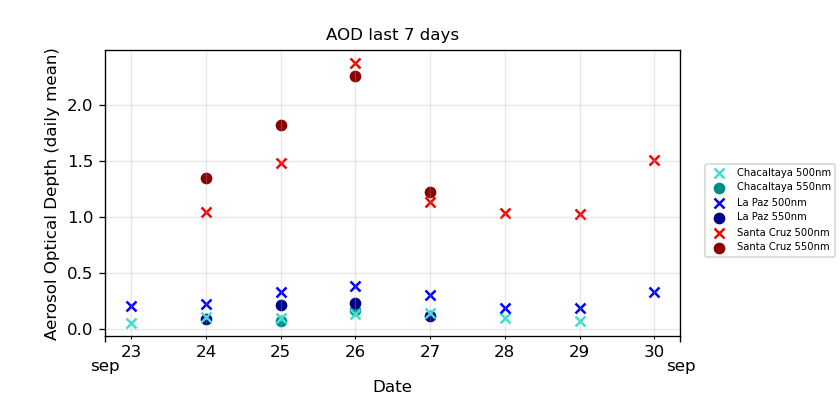 AOD last 7 days
Aerosol Optical Depth (daily mean)
2.0
1.5
1.0
0.5
0.0
23 24 25 26 27 28 29 30
sep sep
Date
Chacaltaya 500nm
Chacaltaya 550nm
La Paz 500nm
La Paz 550nm
Santa Cruz 500nm
Santa Cruz 550nm